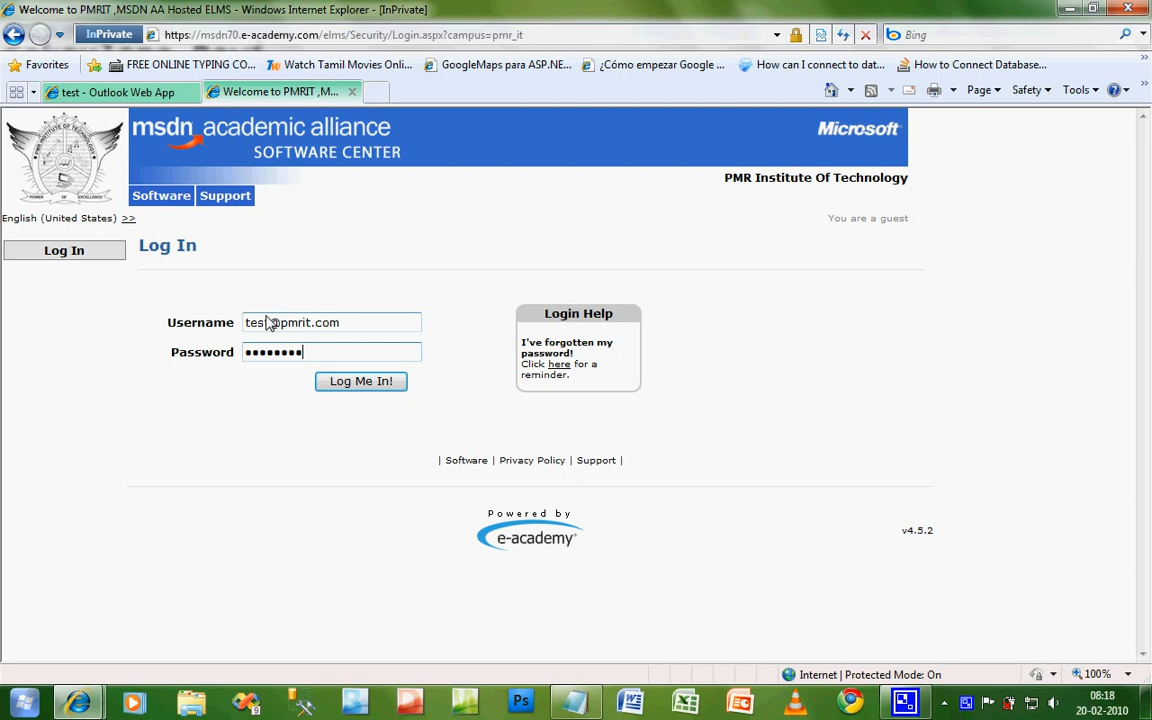 Welcome to PMRIT ,MSDN AA Hosted ELMS - Windows Internet Explorer - [InPrivate]
InPrivate https://msdn70.e-academy.com/elms/Security/Login.aspx?campus=pmr_it Bing
Favorites FREE ONLINE TYPING CO... Watch Tamil Movies Onli... GoogleMaps para ASP.NE... ¿Cómo empezar Google ... How can I connect to dat... How to Connect Database...
test - Outlook Web App Welcome to PMRIT ,M... Page Safety Tools
msdn academic alliance Microsoft
SOFTWARE CENTER
PMR Institute Of Technology
Software Support
English (United States) >> You are a guest
Log In Log In
Username test@pmrit.com
Password ●●●●●●●●
Log Me In!
Login Help
I've forgotten my
password!
Click here for a
reminder.
| Software | Privacy Policy | Support |
Powered by
e-academy
v4.5.2
Internet | Protected Mode: On 100%
Ps
08:18
20-02-2010